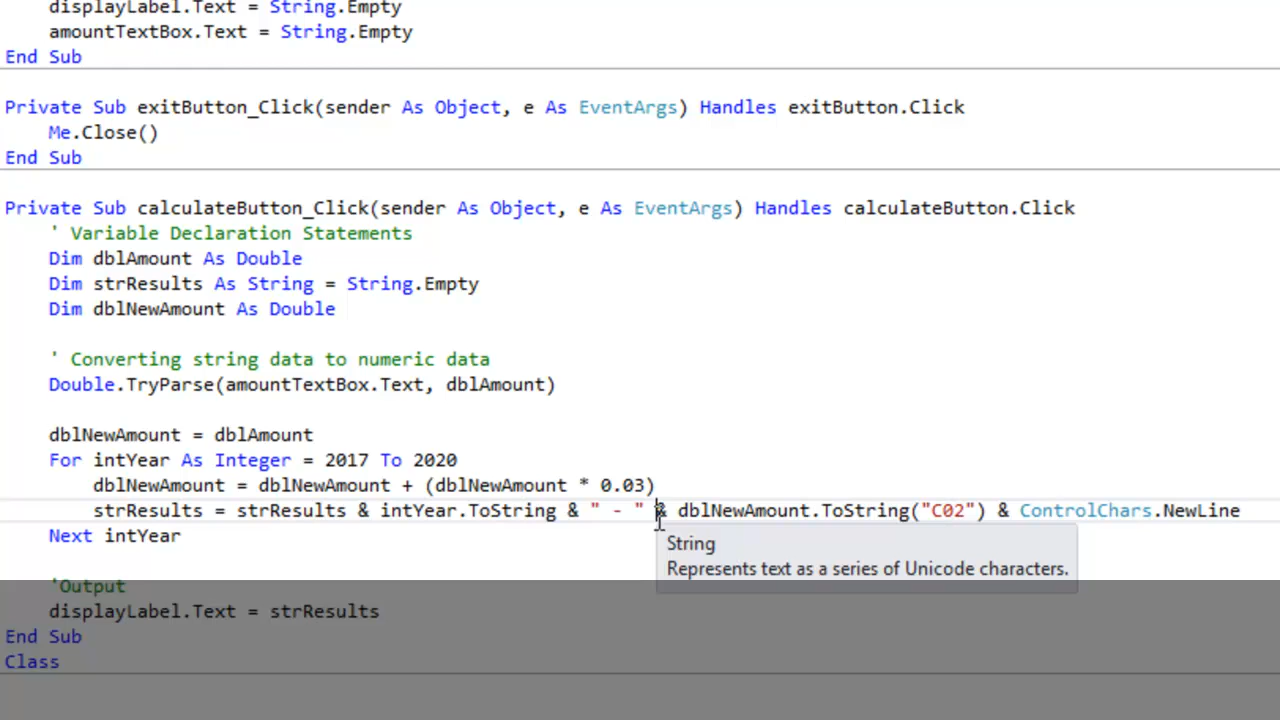 displayLabel.Text = String.Empty
amountTextBox.Text = String.Empty
End Sub
Private Sub exitButton_Click(sender As Object, e As EventArgs) Handles exitButton.Click
Me.Close()
End Sub
Private Sub calculateButton_Click(sender As Object, e As EventArgs) Handles calculateButton.Click
' Variable Declaration Statements
Dim dblAmount As Double
Dim strResults As String = String.Empty
Dim dblNewAmount As Double
' Converting string data to numeric data
Double.TryParse(amountTextBox.Text, dblAmount)
dblNewAmount = dblAmount
For intYear As Integer = 2017 To 2020
dblNewAmount = dblNewAmount + (dblNewAmount * 0.03)
strResults = strResults & intYear.ToString & " - " & dblNewAmount.ToString("C02") & ControlChars.NewLine
Next intYear
String
Represents text as a series of Unicode characters.
'Output
displayLabel.Text = strResults
End Sub
Class